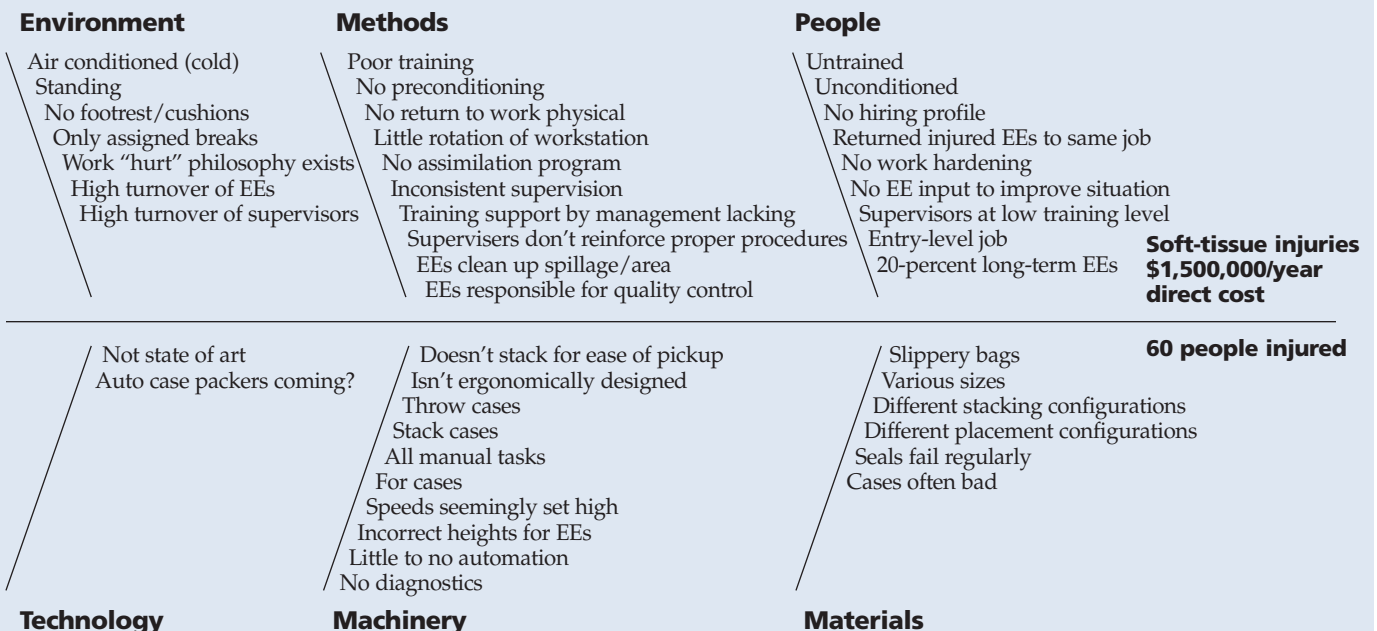 Environment
Air conditioned (cold)
Standing
No footrest/cushions
Only assigned breaks
Work “hurt” philosophy exists
High turnover of EEs
High turnover of supervisors
Methods
Poor training
No preconditioning
No return to work physical
Little rotation of workstation
No assimilation program
Inconsistent supervision
Training support by management lacking
Supervisers don’t reinforce proper procedures
EEs clean up spillage/area
EEs responsible for quality control
People
Untrained
Unconditioned
No hiring profile
Returned injured EEs to same job
No work hardening
No EE input to improve situation
Supervisors at low training level
Entry-level job
20-percent long-term EEs
Soft-tissue injuries
$1,500,000/year
direct cost
60 people injured
Not state of art
Auto case packers coming?
Technology
Doesn’t stack for ease of pickup
Isn’t ergonomically designed
Throw cases
Stack cases
All manual tasks
For cases
Speeds seemingly set high
Incorrect heights for EEs
Little to no automation
No diagnostics
Machinery
Slippery bags
Various sizes
Different stacking configurations
Different placement configurations
Seals fail regularly
Cases often bad
Materials